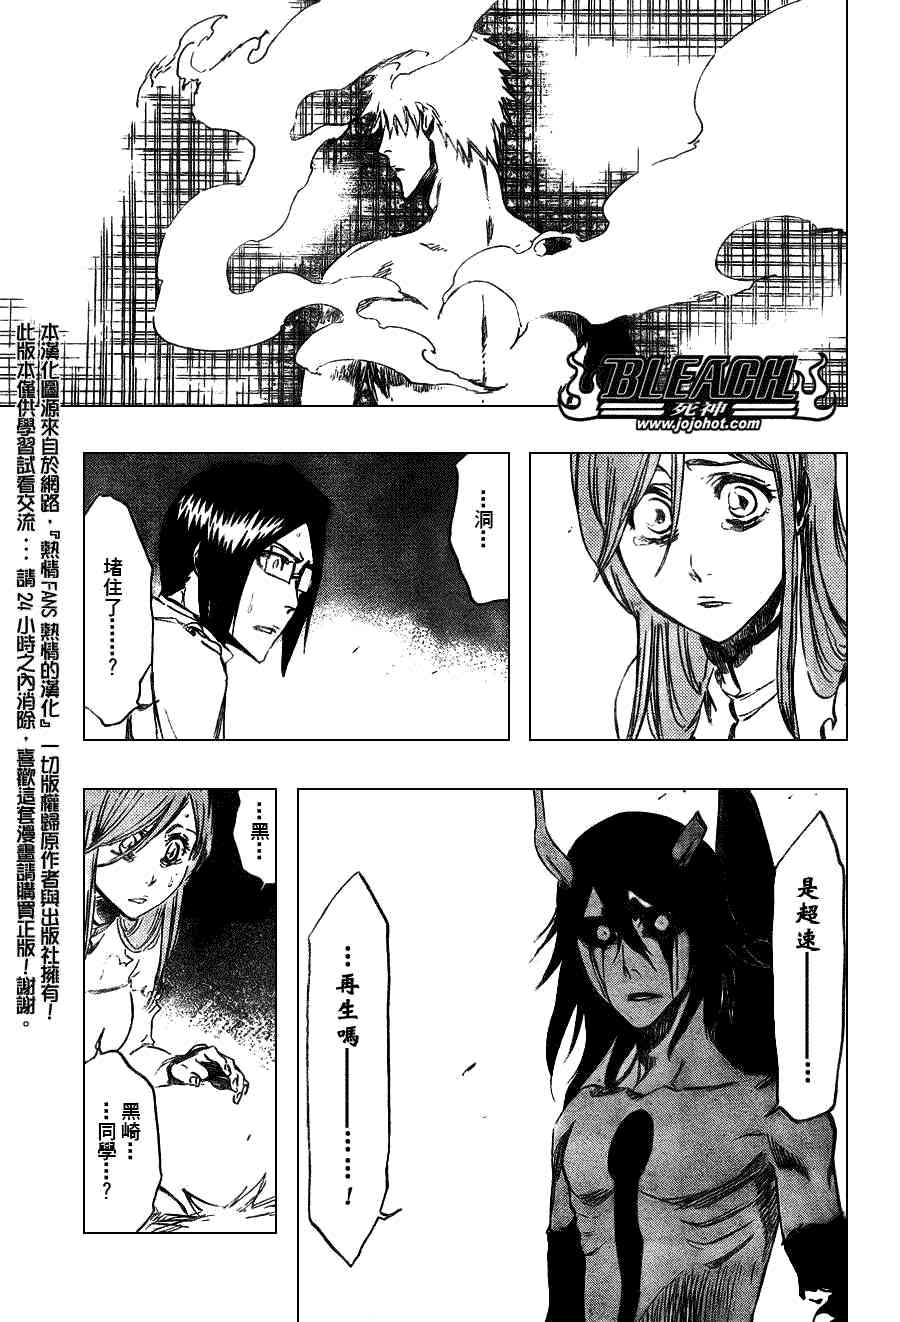 BLEACH
死神
www.jojohot.com
…洞…
堵住了……?
是超速————…
…再生嗎————……!
…黑…
黑崎…
…同學…?
本漢化圖源來自於網路，『熱情FANS熱情的漢化』一切版權歸原作者與出版社擁有!
此版本僅供學習試看交流… 請24小時之內消除，喜歡這套漫畫請購買正版!謝謝。